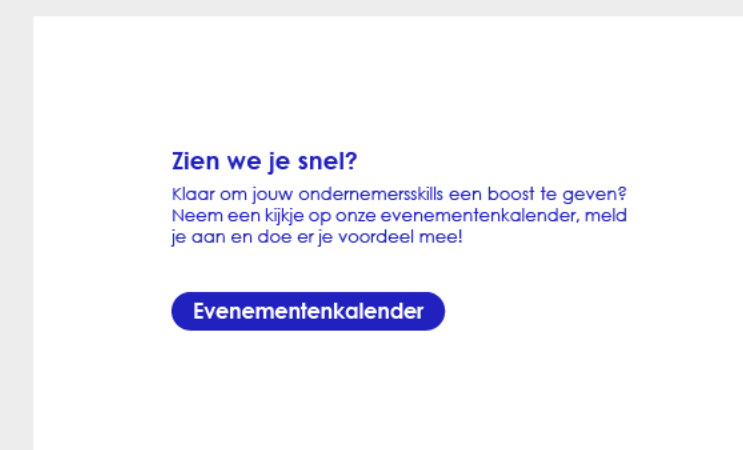 Zien we je snel?
Klaar om jouw ondernemersskills een boost te geven?
Neem een kijkje op onze evenementenkalender, meld
je aan en doe er je voordeel mee!
Evenementenkalender